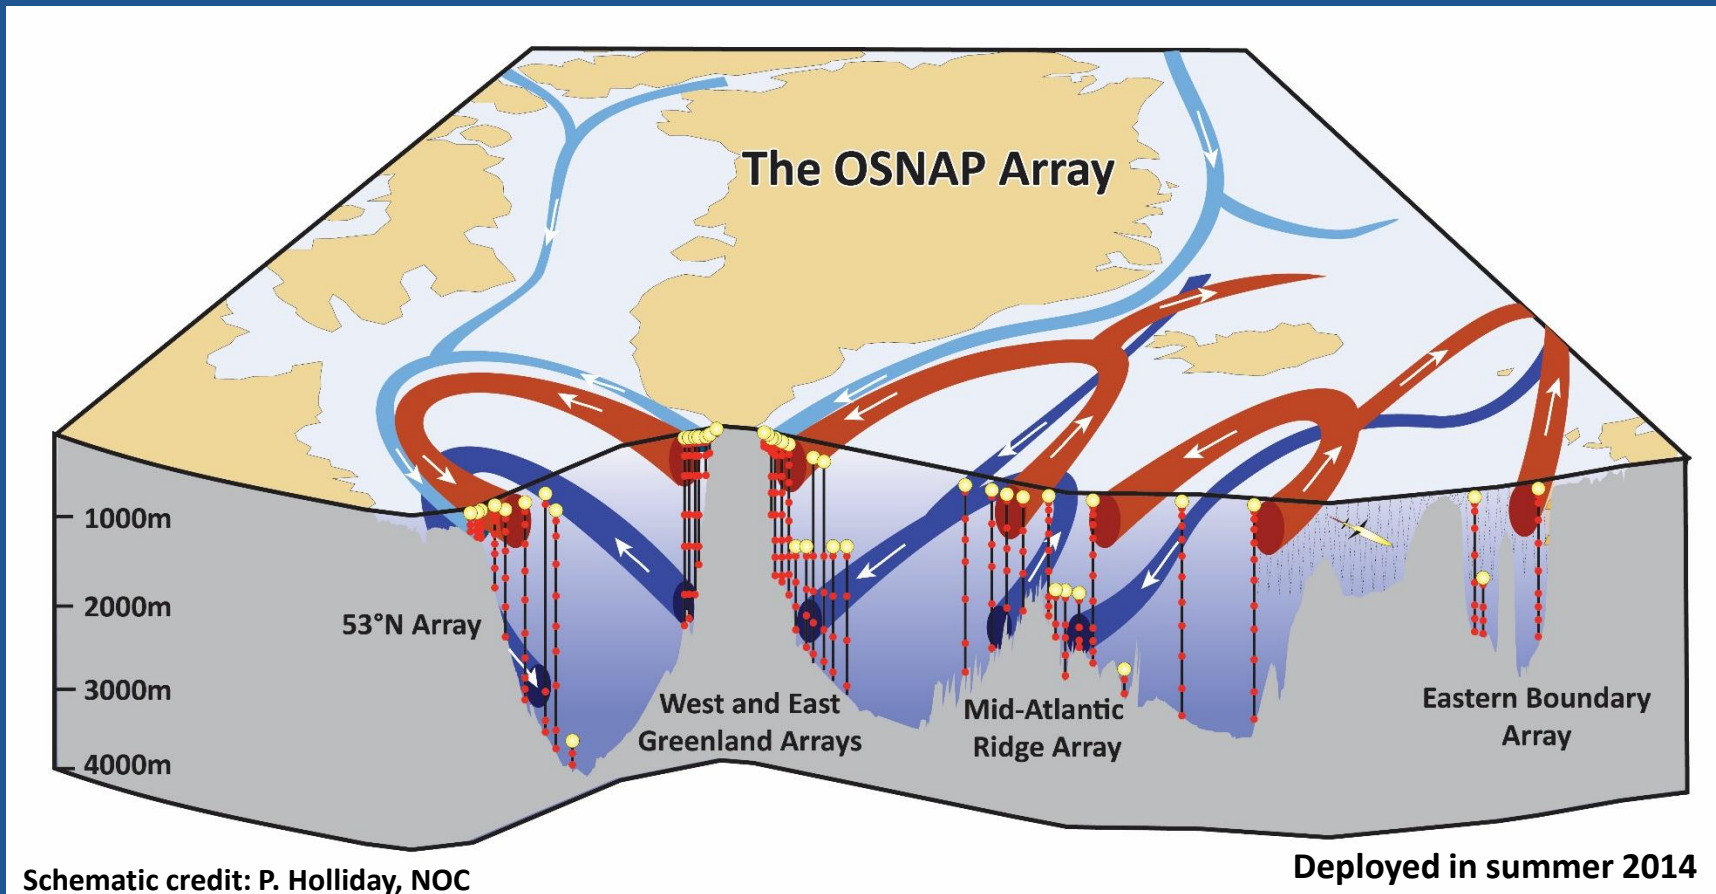 The OSNAP Array
1000m
2000m
3000m
4000m
53°N Array
West and East
Greenland Arrays
Mid-Atlantic
Ridge Array
Eastern Boundary
Array
Schematic credit: P. Holliday, NOC
Deployed in summer 2014